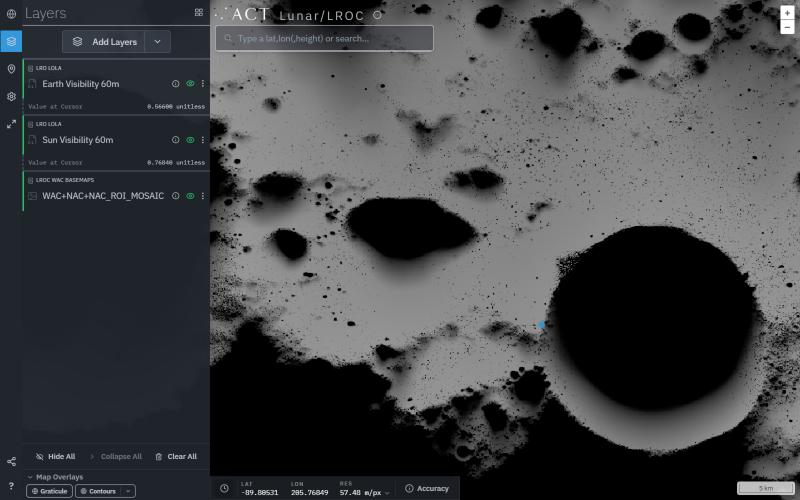 Layers
Add Layers
LRO LOLA
Earth Visibility 60m
Value at Cursor 0.56600 unitless
LRO LOLA
Sun Visibility 60m
Value at Cursor 0.76840 unitless
LROC WAC BASEMAPS
WAC+NAC+NAC_ROI_MOSAIC
Hide All
Collapse All
Clear All
Map Overlays
Graticule
Contours
?
ACT Lunar/LROC
Type a lat,lon(,height) or search...
+
−
LAT LON RES
-89.80531 205.76849 57.48 m/px
Accuracy
5 km